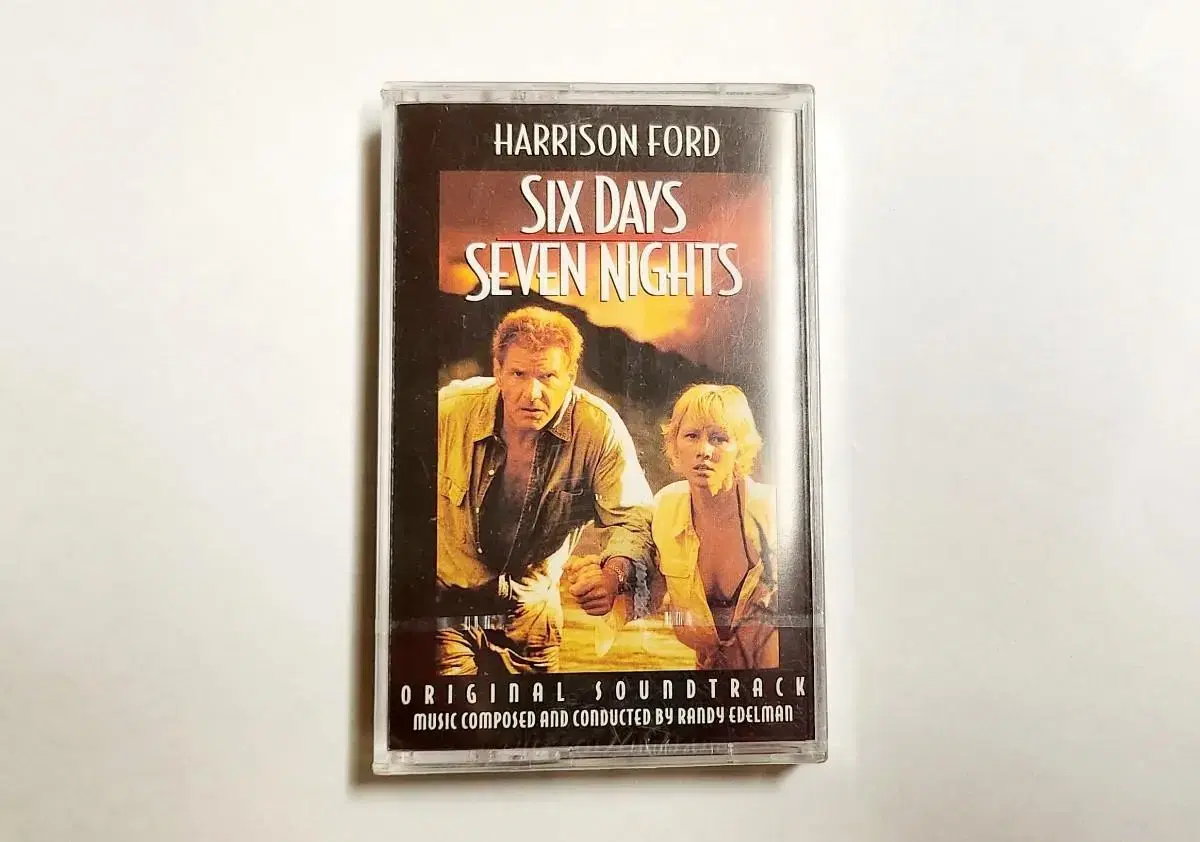 HARRISON FORD
SIX DAYS
SEVEN NIGHTS
ORIGINAL SOUNDTRACK
MUSIC COMPOSED AND CONDUCTED BY RANDY EDELMAN